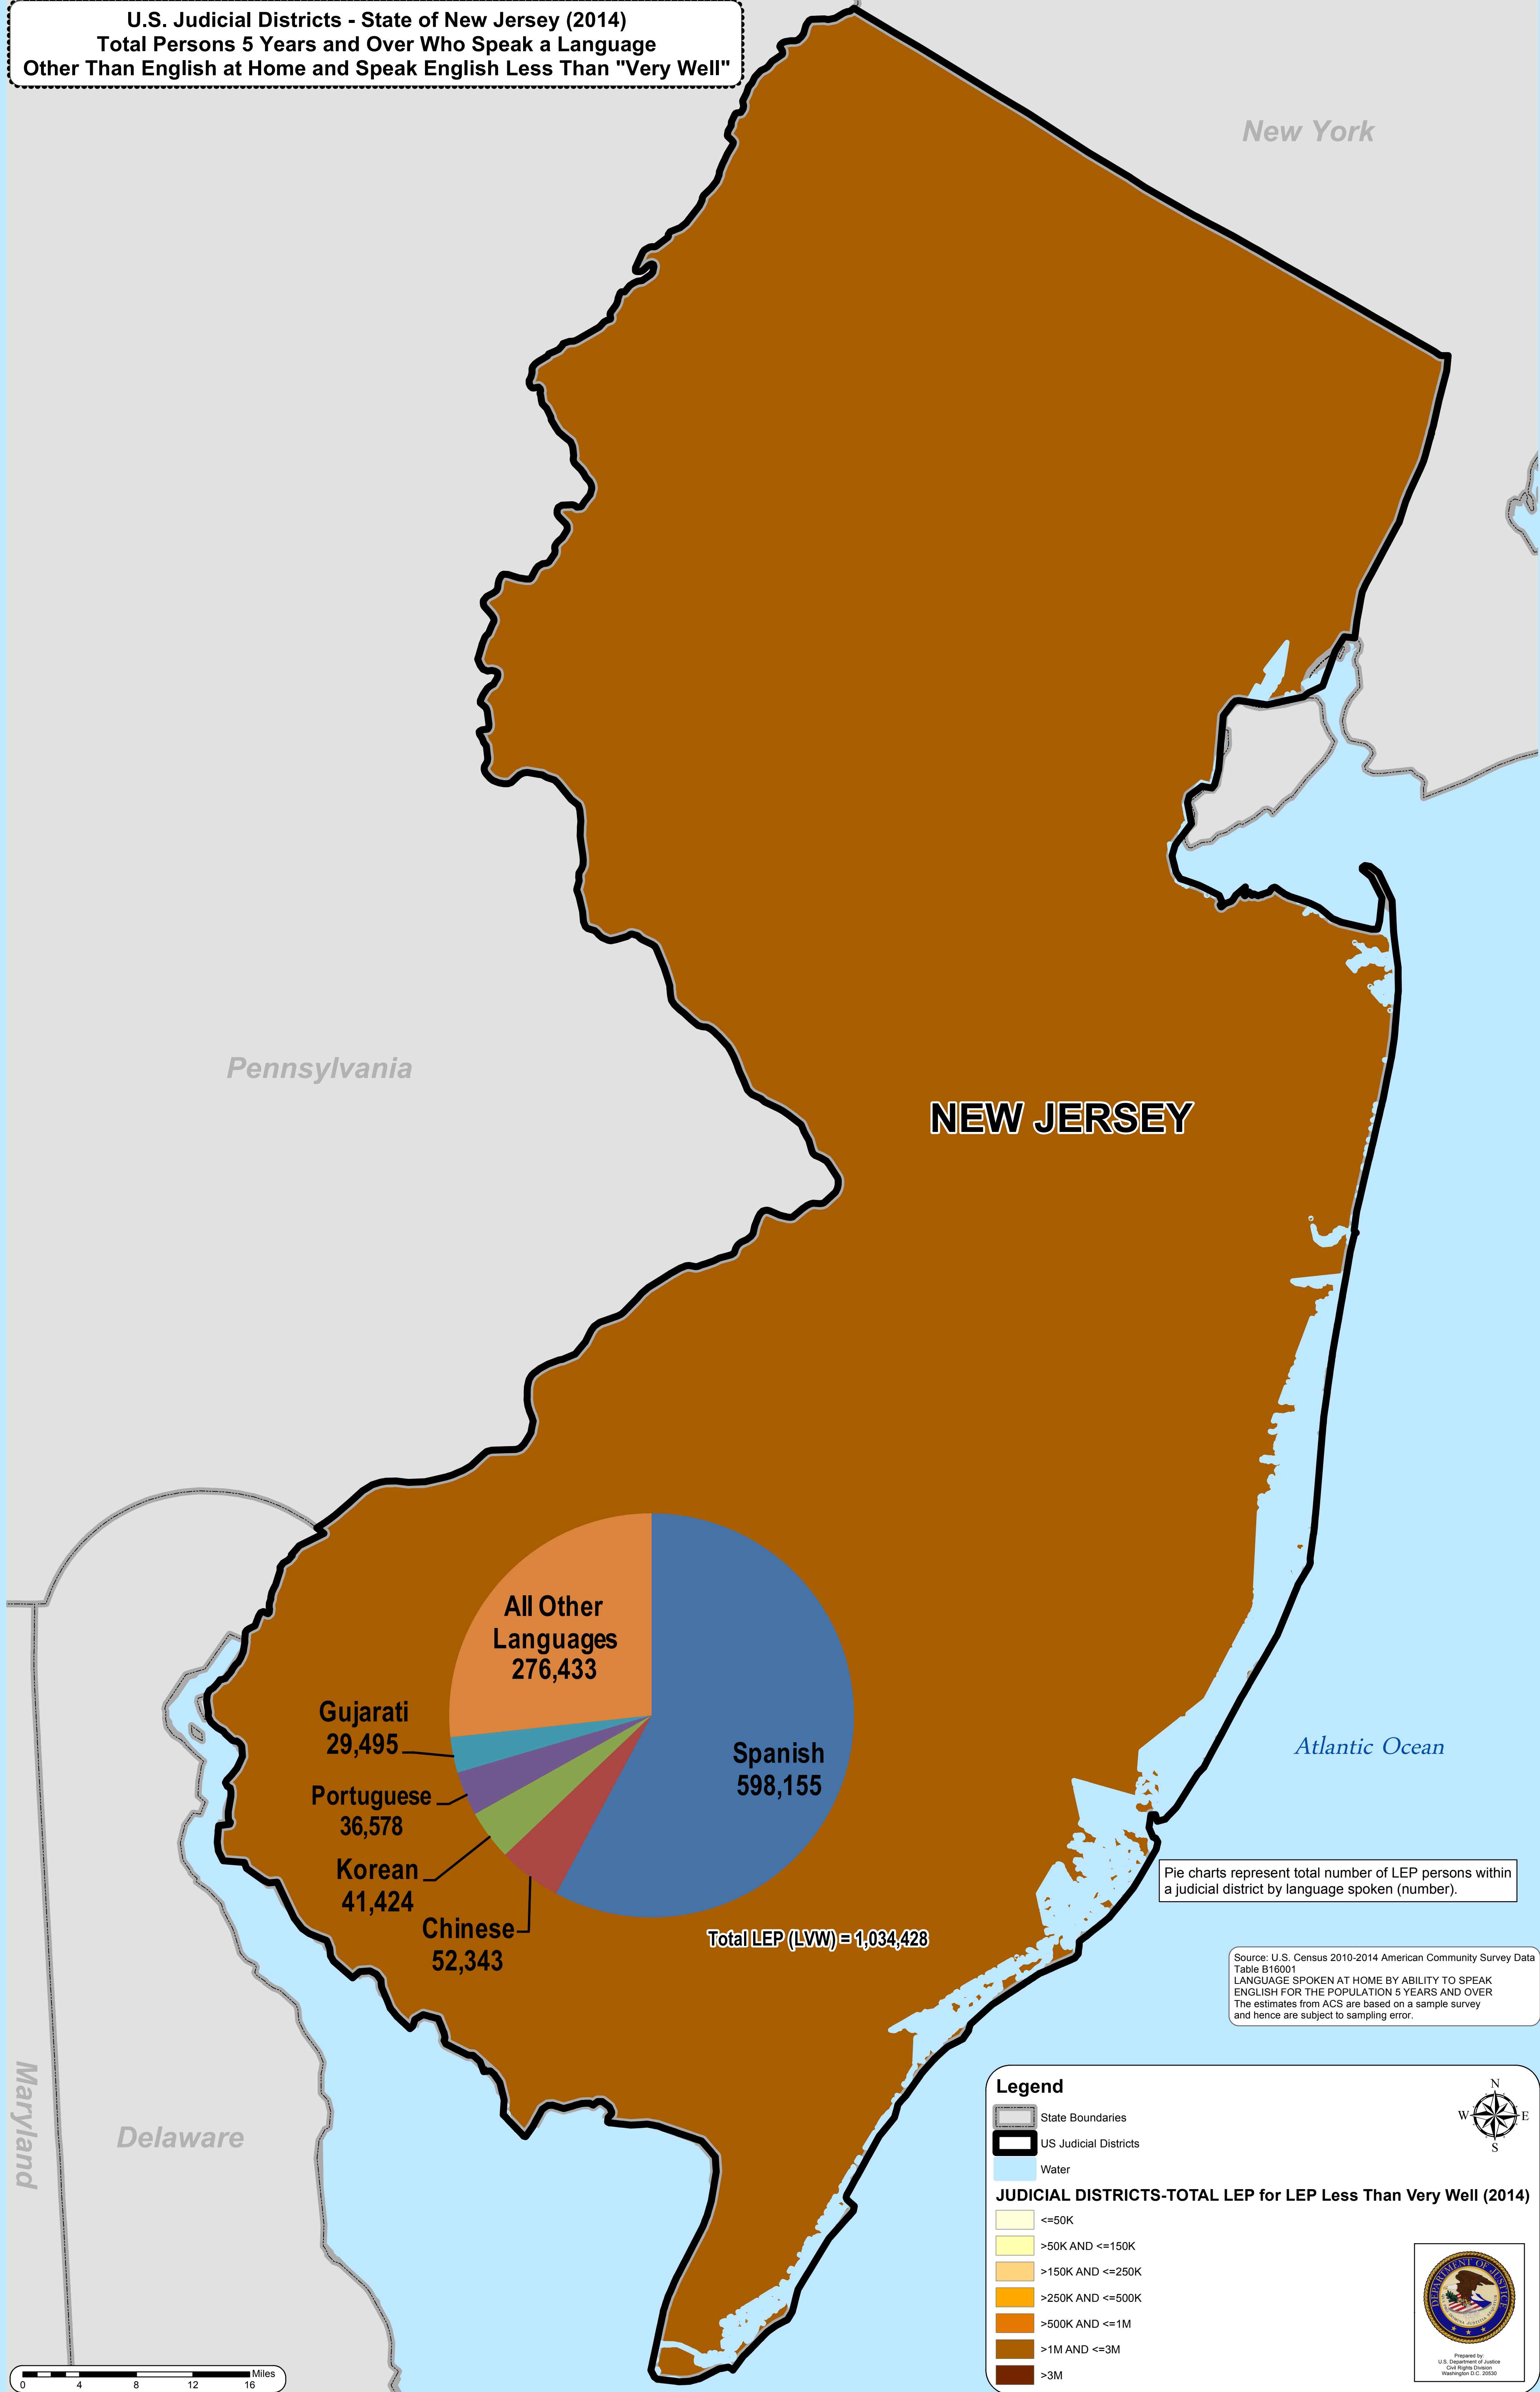 U.S. Judicial Districts - State of New Jersey (2014)
Total Persons 5 Years and Over Who Speak a Language
Other Than English at Home and Speak English Less Than "Very Well"
New York
Pennsylvania
NEW JERSEY
All Other
Languages
276,433
Gujarati
29,495
Portuguese
36,578
Korean
41,424
Chinese
52,343
Spanish
598,155
Total LEP (LVW) = 1,034,428
Atlantic Ocean
Maryland
Delaware
Pie charts represent total number of LEP persons within
a judicial district by language spoken (number).
Source: U.S. Census 2010-2014 American Community Survey Data
Table B16001
LANGUAGE SPOKEN AT HOME BY ABILITY TO SPEAK
ENGLISH FOR THE POPULATION 5 YEARS AND OVER
The estimates from ACS are based on a sample survey
and hence are subject to sampling error.
Legend
N
W E
S
State Boundaries
US Judicial Districts
Water
JUDICIAL DISTRICTS-TOTAL LEP for LEP Less Than Very Well (2014)
<=50K
>50K AND <=150K
>150K AND <=250K
>250K AND <=500K
>500K AND <=1M
>1M AND <=3M
>3M
DEPARTMENT OF JUSTICE
Prepared by:
U.S. Department of Justice
Civil Rights Division
Washington D.C. 20530
Miles
0 4 8 12 16